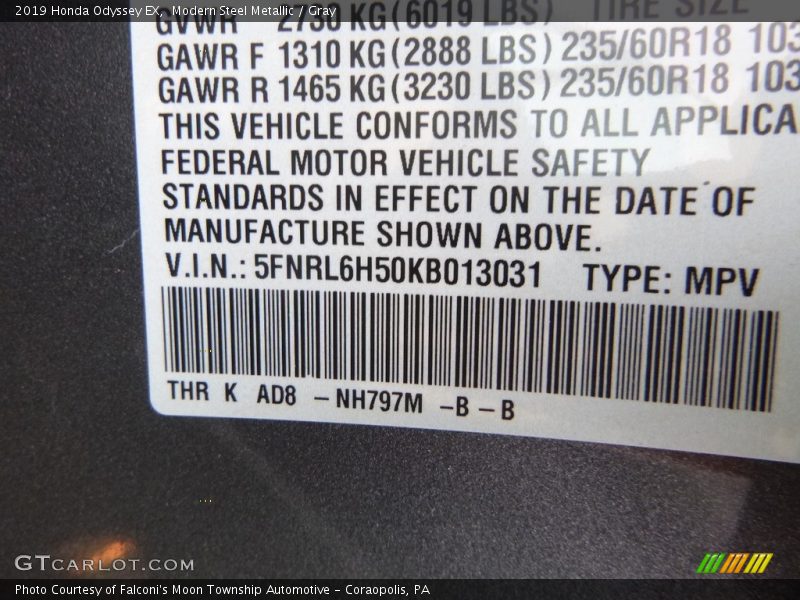 2019 Honda Odyssey EX, Modern Steel Metallic / Gray
GVWR 2730 KG (6019 LBS) TIRE SIZE
GAWR F 1310 KG (2888 LBS) 235/60R18 103
GAWR R 1465 KG (3230 LBS) 235/60R18 103
THIS VEHICLE CONFORMS TO ALL APPLICA
FEDERAL MOTOR VEHICLE SAFETY
STANDARDS IN EFFECT ON THE DATE OF
MANUFACTURE SHOWN ABOVE.
V.I.N.: 5FNRL6H50KB013031 TYPE: MPV
THR K AD8 -NH797M -B-B
GTCARLOT.COM
Photo Courtesy of Falconi's Moon Township Automotive - Coraopolis, PA